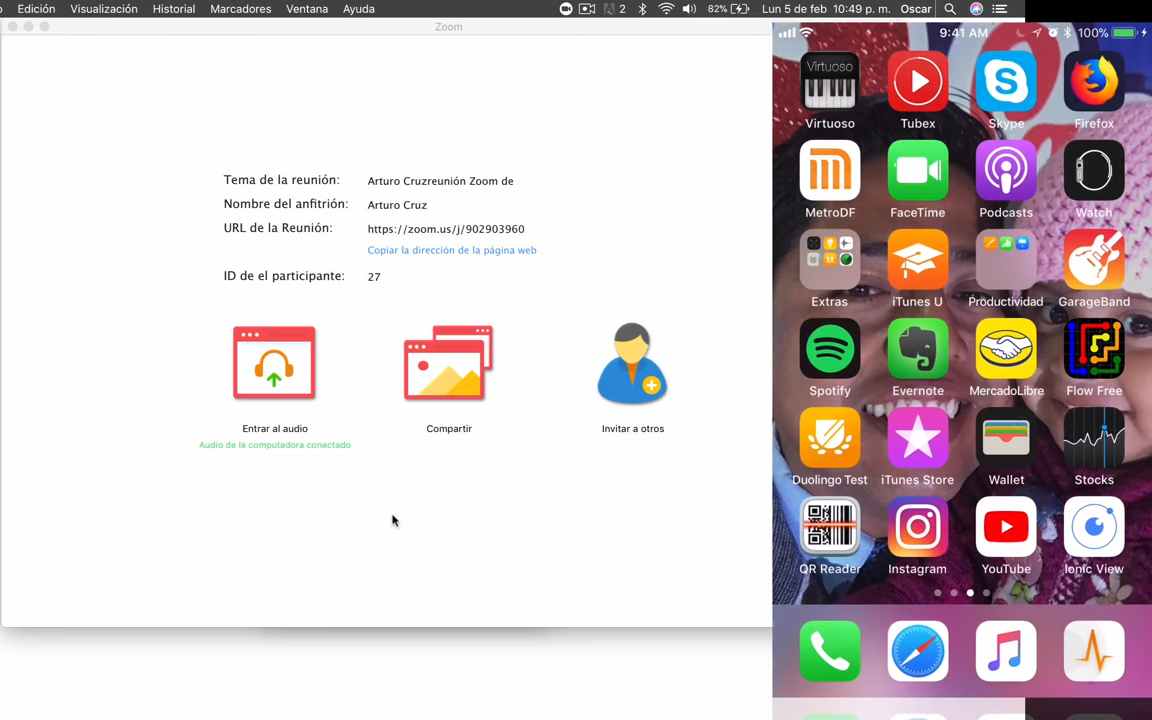 Edición Visualización Historial Marcadores Ventana Ayuda 2 82% Lun 5 de feb 10:49 p. m. Oscar
Zoom
Tema de la reunión: Arturo Cruzreunión Zoom de
Nombre del anfitrión: Arturo Cruz
URL de la Reunión: https://zoom.us/j/902903960
Copiar la dirección de la página web
ID de el participante: 27
Entrar al audio
Audio de la computadora conectado
Compartir
Invitar a otros
9:41 AM 100%
Virtuoso
Virtuoso Tubex Skype Firefox
MetroDF FaceTime Podcasts Watch
Extras iTunes U Productividad GarageBand
Spotify Evernote MercadoLibre Flow Free
Duolingo Test iTunes Store Wallet Stocks
QR Reader Instagram YouTube Ionic View